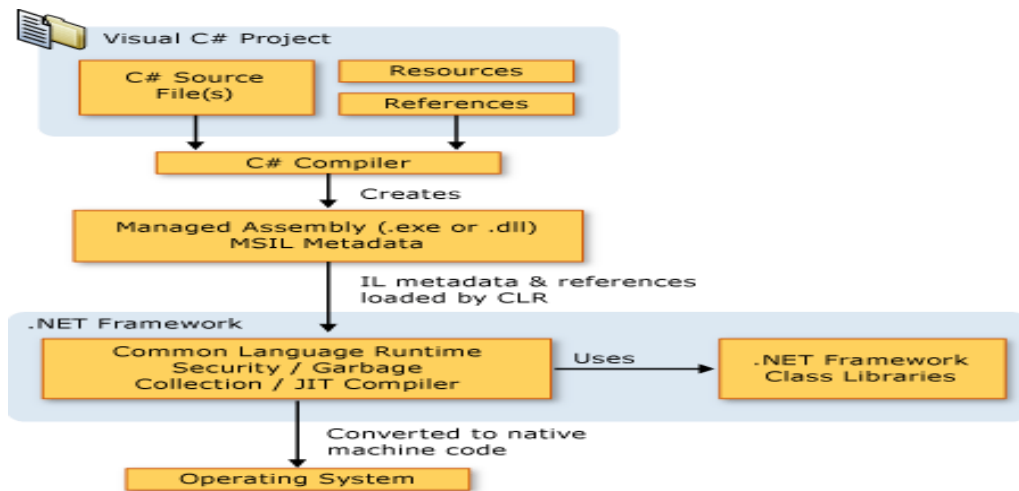 Visual C# Project
C# Source
File(s)
Resources
References
C# Compiler
Creates
Managed Assembly (.exe or .dll)
MSIL Metadata
IL metadata & references
loaded by CLR
.NET Framework
Common Language Runtime
Security / Garbage
Collection / JIT Compiler
Uses
.NET Framework
Class Libraries
Converted to native
machine code
Operating System